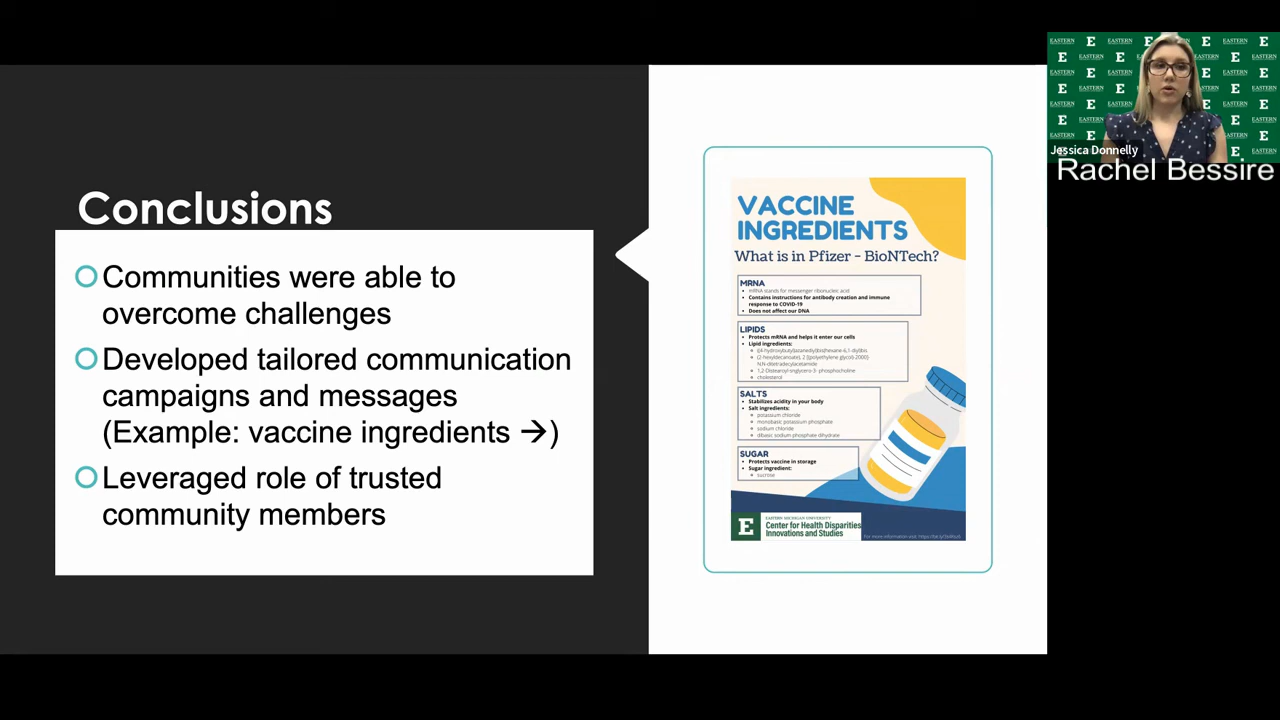 Conclusions
Communities were able to
overcome challenges
Developed tailored communication
campaigns and messages
(Example: vaccine ingredients →)
Leveraged role of trusted
community members
VACCINE
INGREDIENTS
What is in Pfizer - BioNTech?
MRNA
mRNA stands for messenger ribonucleic acid
Contains instructions for antibody creation and immune
response to COVID-19
Does not affect our DNA
LIPIDS
Protects mRNA and helps it enter our cells
Lipid ingredients:
cholesterol
SALTS
Stabilizes acidity in your body
Salt ingredients:
potassium chloride
monobasic potassium phosphate
sodium chloride
dibasic sodium phosphate dihydrate
SUGAR
Protects vaccine in storage
Sugar ingredient:
sucrose
E
EASTERN MICHIGAN UNIVERSITY
Center for Health Disparities
Innovations and Studies
EASTERN E EASTERN E EASTERN E EASTERN
Jessica Donnelly
Rachel Bessire